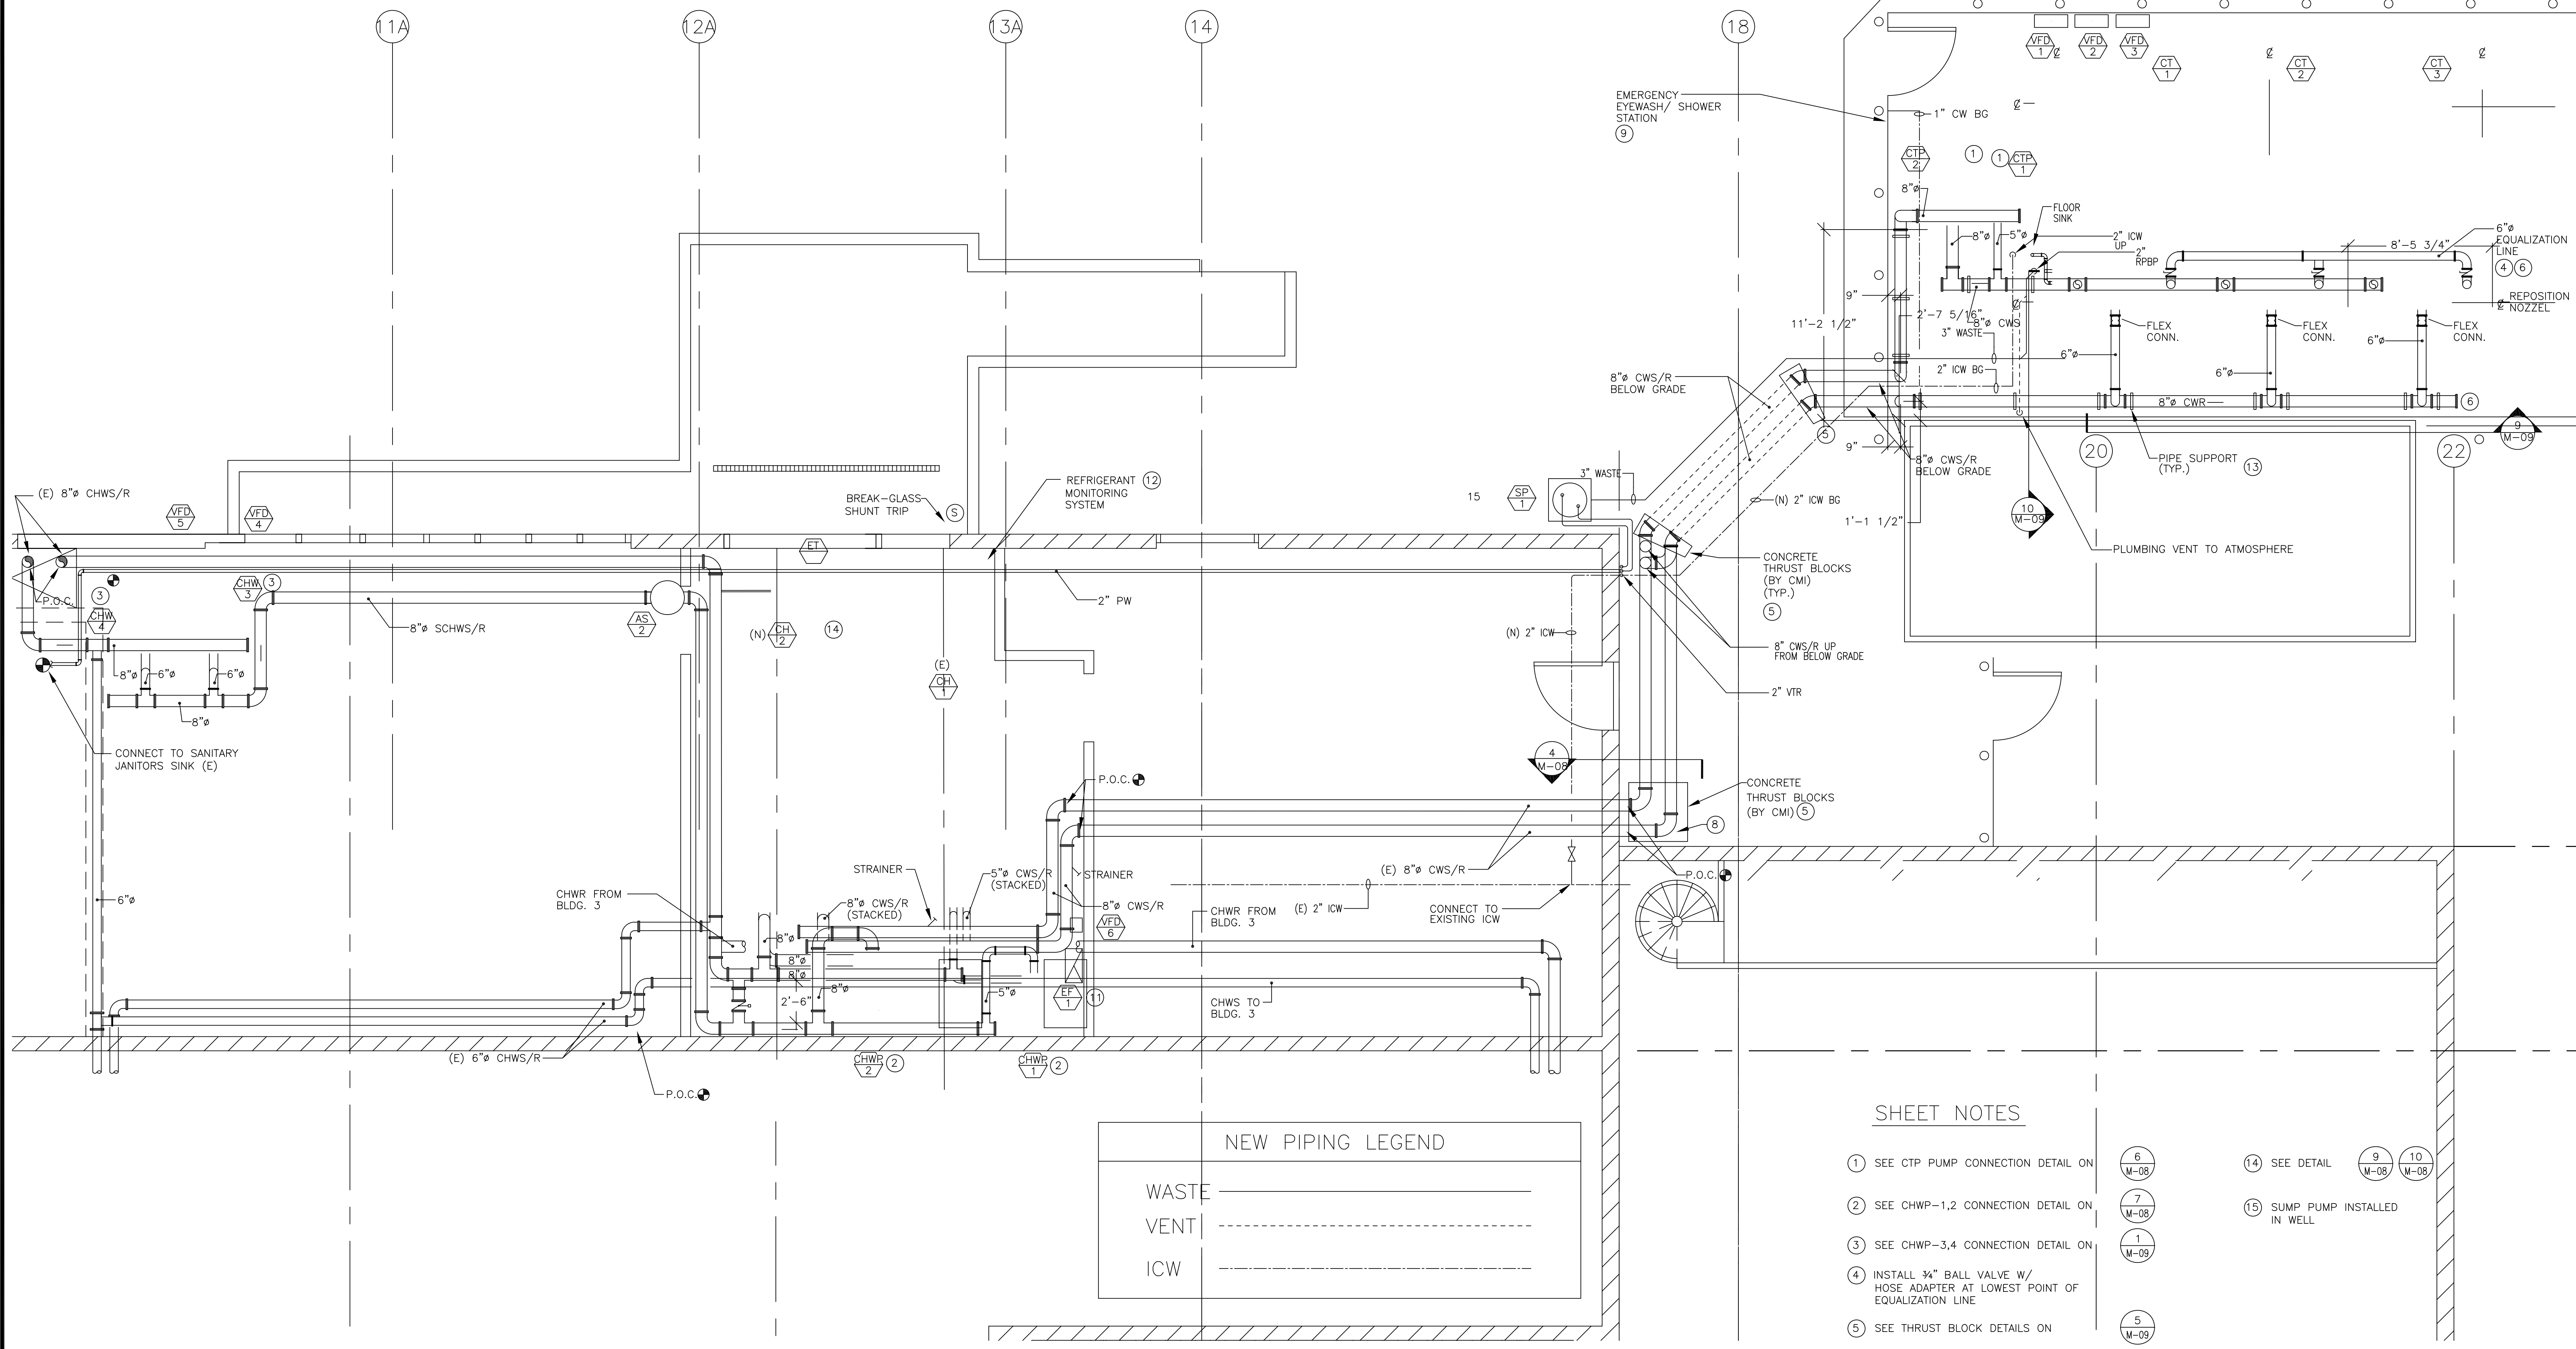 11A
12A
13A
14
18
VFD
1
VFD
2
VFD
3
CT
1
CT
2
CT
3
EMERGENCY
EYEWASH/ SHOWER
STATION
9
1" CW BG
CTP
2
1
1
CTP
1
8"ø
FLOOR
SINK
8"ø
5"ø
2" ICW
UP
2"
RPBP
8'-5 3/4"
6"ø
EQUALIZATION
LINE
4
6
REPOSITION
NOZZEL
9"
11'-2 1/2"
2'-7 5/16"
8"ø CWS
3" WASTE
FLEX
CONN.
FLEX
CONN.
FLEX
CONN.
6"ø
6"ø
6"ø
2" ICW BG
8"ø CWS/R
BELOW GRADE
8"ø CWR
6
5
9"
8"ø CWS/R
BELOW GRADE
PIPE SUPPORT
(TYP.)
13
20
22
9
M-09
10
M-09
3" WASTE
15
SP
1
(N) 2" ICW BG
1'-1 1/2"
PLUMBING VENT TO ATMOSPHERE
REFRIGERANT
MONITORING
SYSTEM
12
BREAK-GLASS
SHUNT TRIP
S
(E) 8"ø CHWS/R
VFD
5
VFD
4
ET
CONCRETE
THRUST BLOCKS
(BY CMI)
(TYP.)
5
P.O.C.
3
CHW
4
CHW
3
3
8"ø SCHWS/R
AS
2
(N)
CH
2
14
2" PW
(N) 2" ICW
8" CWS/R UP
FROM BELOW GRADE
(E)
CH
1
2" VTR
8"ø
6"ø
6"ø
8"ø
CONNECT TO SANITARY
JANITORS SINK (E)
4
M-08
P.O.C.
CONCRETE
THRUST BLOCKS
(BY CMI)
5
8
STRAINER
5"ø CWS/R
(STACKED)
STRAINER
(E) 8"ø CWS/R
P.O.C.
CHWR FROM
BLDG. 3
6"ø
8"ø CWS/R
(STACKED)
8"ø CWS/R
VFD
6
CHWR FROM
BLDG. 3
(E) 2" ICW
CONNECT TO
EXISTING ICW
8"ø
8"ø
8"ø
2'-6"
8"ø
5"ø
EF
1
11
CHWS TO
BLDG. 3
(E) 6"ø CHWS/R
CHWP
2
2
CHWP
1
2
P.O.C.
NEW PIPING LEGEND
WASTE
VENT
ICW
SHEET NOTES
1 SEE CTP PUMP CONNECTION DETAIL ON
6
M-08
2 SEE CHWP-1,2 CONNECTION DETAIL ON
7
M-08
3 SEE CHWP-3,4 CONNECTION DETAIL ON
1
M-09
4 INSTALL ¾" BALL VALVE W/
HOSE ADAPTER AT LOWEST POINT OF
EQUALIZATION LINE
5 SEE THRUST BLOCK DETAILS ON
5
M-09
14 SEE DETAIL
9
M-08
10
M-08
15 SUMP PUMP INSTALLED
IN WELL